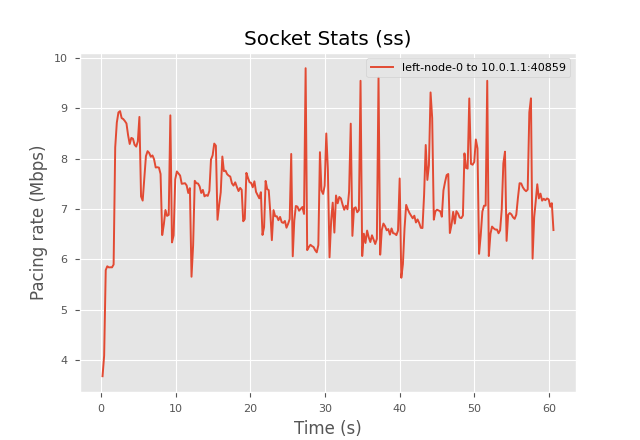 Socket Stats (ss)
left-node-0 to 10.0.1.1:40859
Pacing rate (Mbps)
10
9
8
7
6
5
4
0 10 20 30 40 50 60
Time (s)